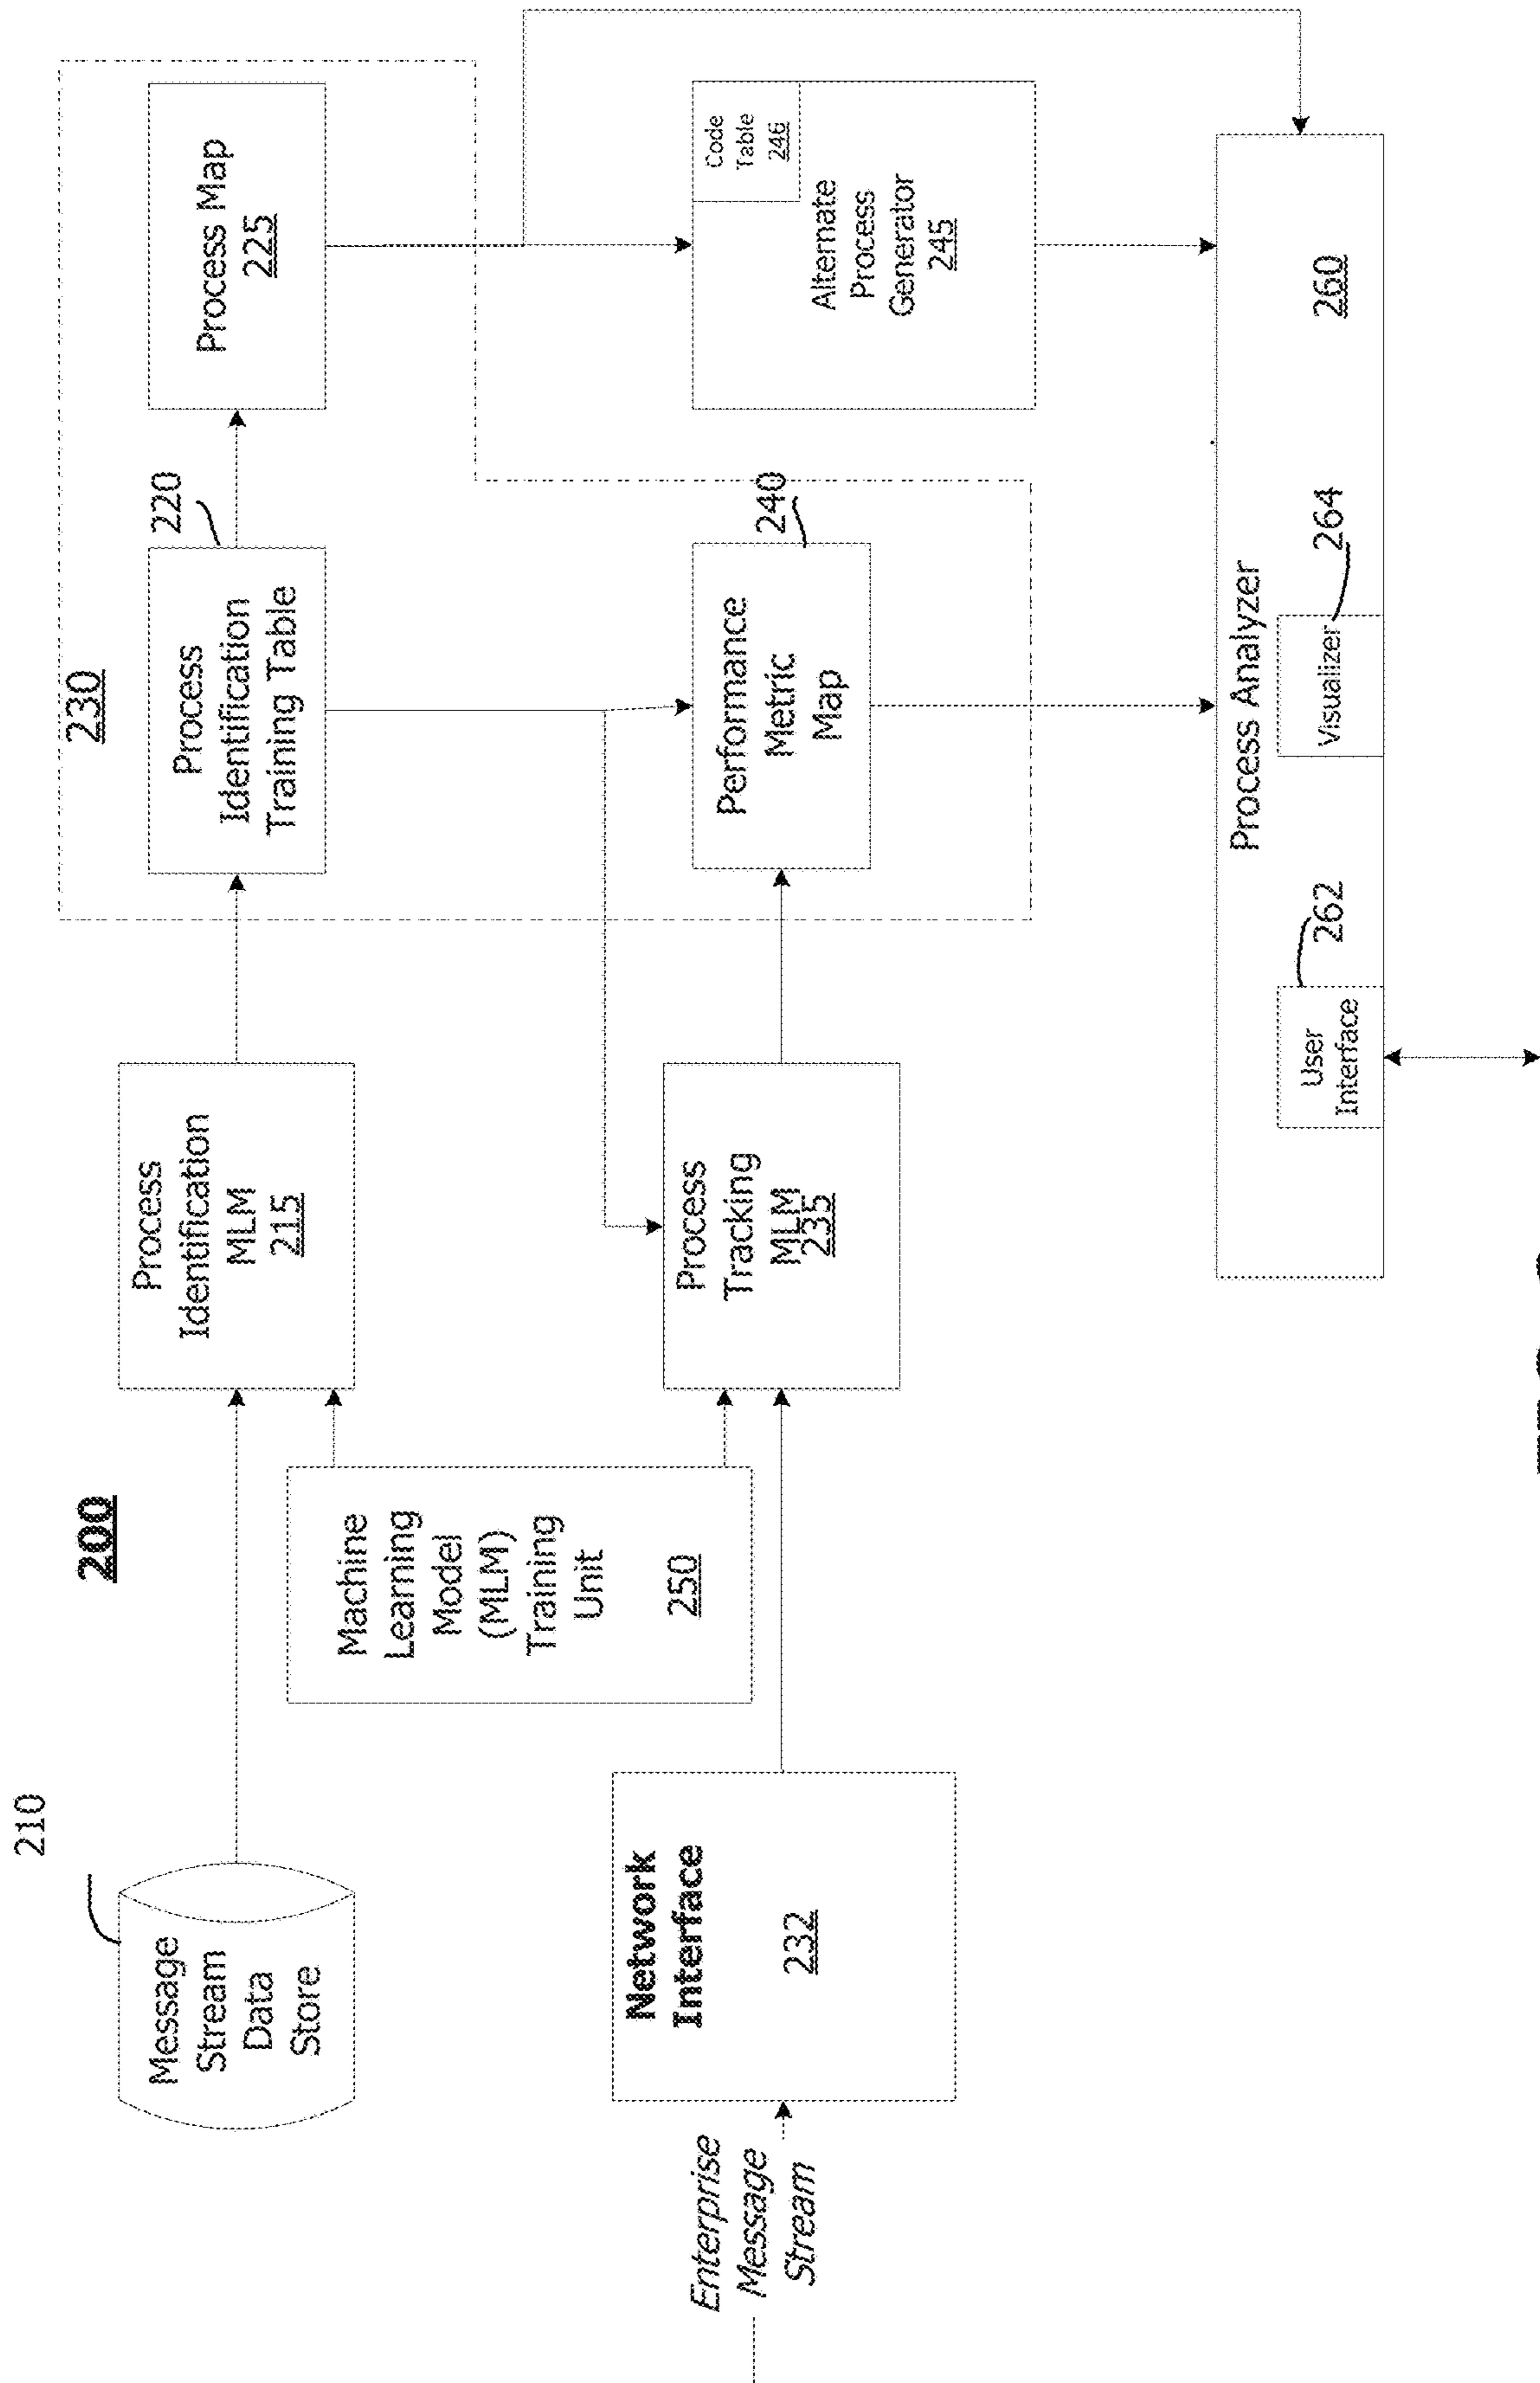 200
210
Message
Stream
Data
Store
Process
Identification
MLM
215
230
Process
Identification
Training Table
220
Process Map
225
Machine
Learning
Model
(MLM)
Training
Unit
250
Enterprise
Message
Stream
Network
Interface
232
Process
Tracking
MLM
235
Performance
Metric
Map
240
Code
Table
246
Alternate
Process
Generator
245
Process Analyzer
User
Interface
262
Visualizer
264
260